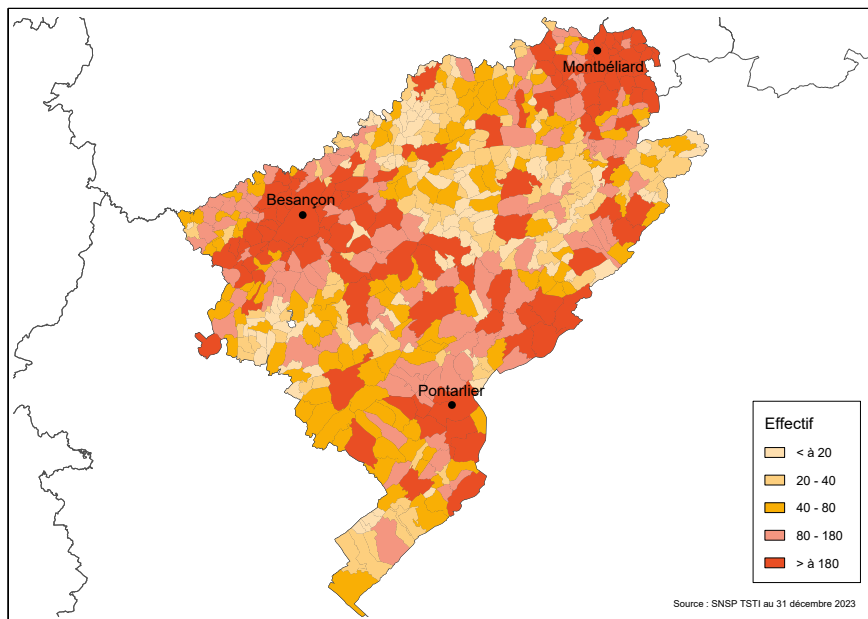 Montbéliard
Besançon
Pontarlier
Effectif
< à 20
20 - 40
40 - 80
80 - 180
> à 180
Source : SNSP TSTI au 31 décembre 2023